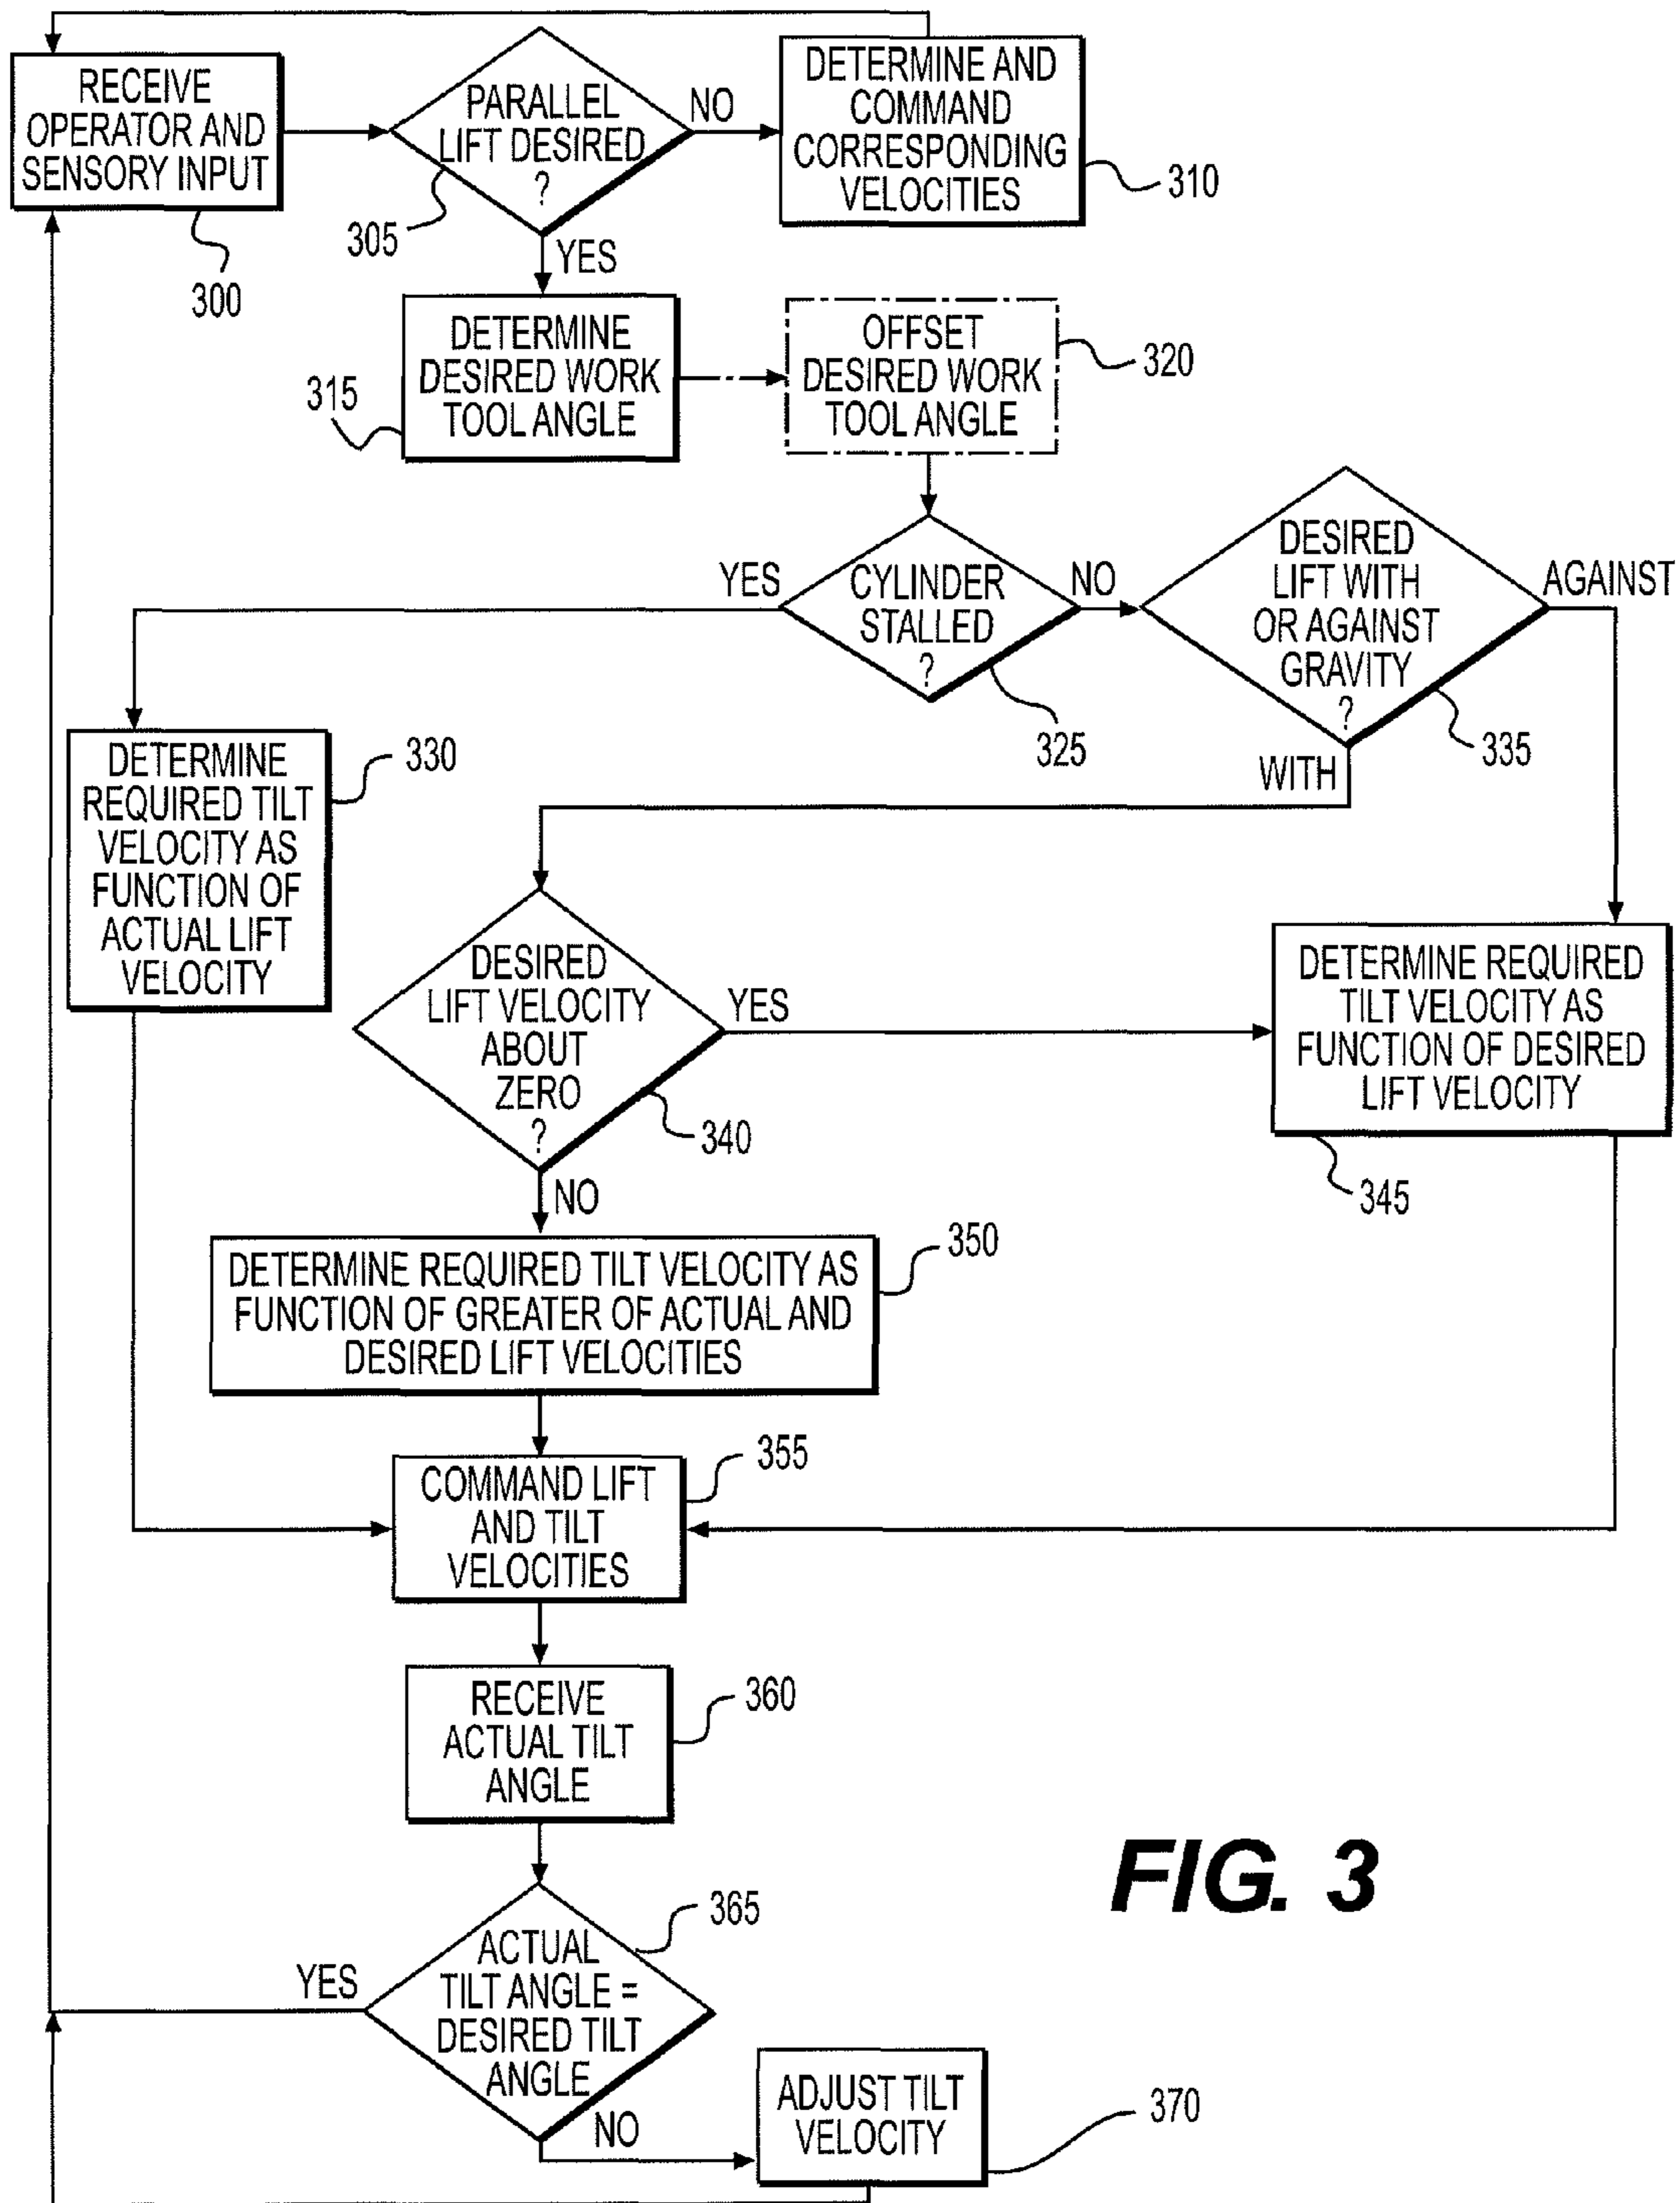 RECEIVE
OPERATOR AND
SENSORY INPUT
300
PARALLEL
LIFT DESIRED
?
305
NO
YES
DETERMINE AND
COMMAND
CORRESPONDING
VELOCITIES
310
DETERMINE
DESIRED WORK
TOOL ANGLE
315
OFFSET
DESIRED WORK
TOOL ANGLE
320
YES
CYLINDER
STALLED
?
325
NO
DESIRED
LIFT WITH
OR AGAINST
GRAVITY
?
335
AGAINST
WITH
DETERMINE
REQUIRED TILT
VELOCITY AS
FUNCTION OF
ACTUAL LIFT
VELOCITY
330
DESIRED
LIFT VELOCITY
ABOUT
ZERO
?
340
YES
NO
DETERMINE REQUIRED
TILT VELOCITY AS
FUNCTION OF DESIRED
LIFT VELOCITY
345
DETERMINE REQUIRED TILT VELOCITY AS
FUNCTION OF GREATER OF ACTUAL AND
DESIRED LIFT VELOCITIES
350
COMMAND LIFT
AND TILT
VELOCITIES
355
RECEIVE
ACTUAL TILT
ANGLE
360
ACTUAL
TILT ANGLE =
DESIRED TILT
ANGLE
365
YES
NO
ADJUST TILT
VELOCITY
370
FIG. 3